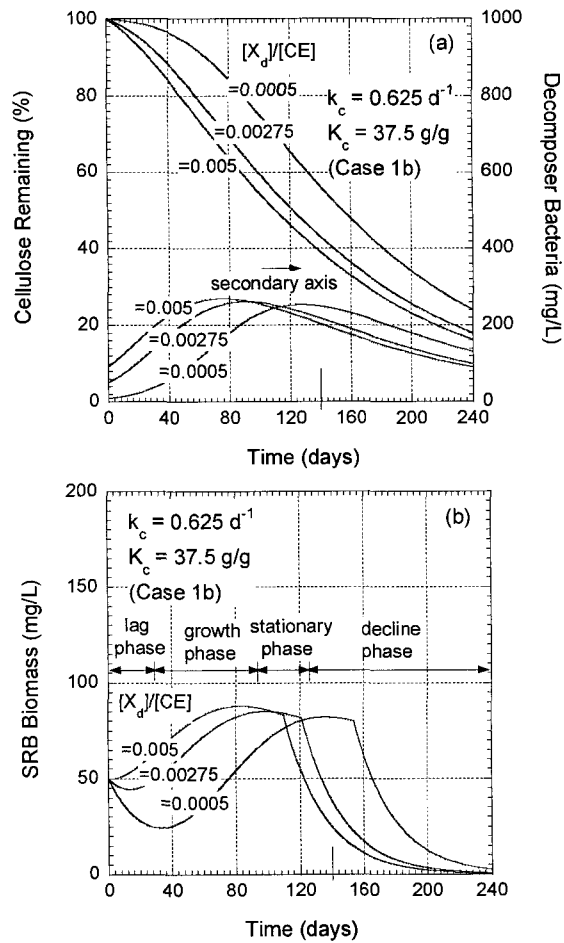 (a)
[X_d]/[CE]
=0.0005
=0.00275
=0.005
k_c = 0.625 d^-1
K_c = 37.5 g/g
(Case 1b)
secondary axis
=0.005
=0.00275
=0.0005
Cellulose Remaining (%)
100
80
60
40
20
0
Decomposer Bacteria (mg/L)
1000
800
600
400
200
0
0 40 80 120 160 200 240
Time (days)
(b)
k_c = 0.625 d^-1
K_c = 37.5 g/g
(Case 1b)
lag phase
growth phase
stationary phase
decline phase
[X_d]/[CE]
=0.005
=0.00275
=0.0005
SRB Biomass (mg/L)
200
150
100
50
0
0 40 80 120 160 200 240
Time (days)